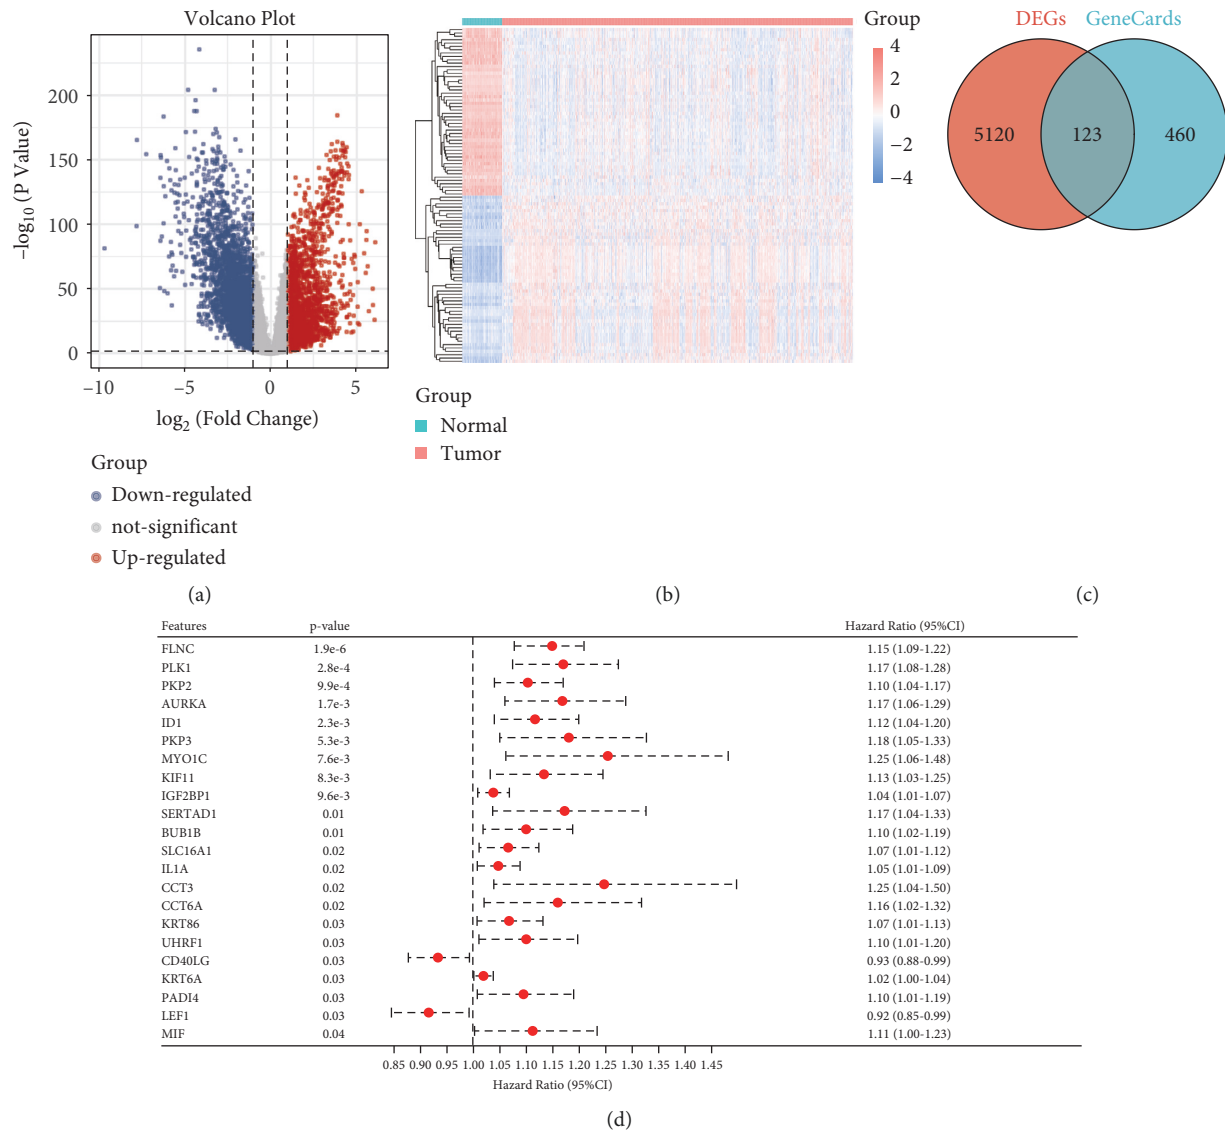 Volcano Plot
−log10 (P Value)
200
150
100
50
0
−10
−5
0
5
log2 (Fold Change)
Group
Down-regulated
not-significant
Up-regulated
(a)
Group
4
2
0
−2
−4
Group
Normal
Tumor
(b)
DEGs GeneCards
5120 123 460
(c)
Features p-value Hazard Ratio (95%CI)
FLNC 1.9e-6 1.15 (1.09-1.22)
PLK1 2.8e-4 1.17 (1.08-1.28)
PKP2 9.9e-4 1.10 (1.04-1.17)
AURKA 1.7e-3 1.17 (1.06-1.29)
ID1 2.3e-3 1.12 (1.04-1.20)
PKP3 5.3e-3 1.18 (1.05-1.33)
MYO1C 7.6e-3 1.25 (1.06-1.48)
KIF11 8.3e-3 1.13 (1.03-1.25)
IGF2BP1 9.6e-3 1.04 (1.01-1.07)
SERTAD1 0.01 1.17 (1.04-1.33)
BUB1B 0.01 1.10 (1.02-1.19)
SLC16A1 0.02 1.07 (1.01-1.12)
IL1A 0.02 1.05 (1.01-1.09)
CCT3 0.02 1.25 (1.04-1.50)
CCT6A 0.02 1.16 (1.02-1.32)
KRT86 0.03 1.07 (1.01-1.13)
UHRF1 0.03 1.10 (1.01-1.20)
CD40LG 0.03 0.93 (0.88-0.99)
KRT6A 0.03 1.02 (1.00-1.04)
PADI4 0.03 1.10 (1.01-1.19)
LEF1 0.03 0.92 (0.85-0.99)
MIF 0.04 1.11 (1.00-1.23)
0.85 0.90 0.95 1.00 1.05 1.10 1.15 1.20 1.25 1.30 1.35 1.40 1.45
Hazard Ratio (95%CI)
(d)